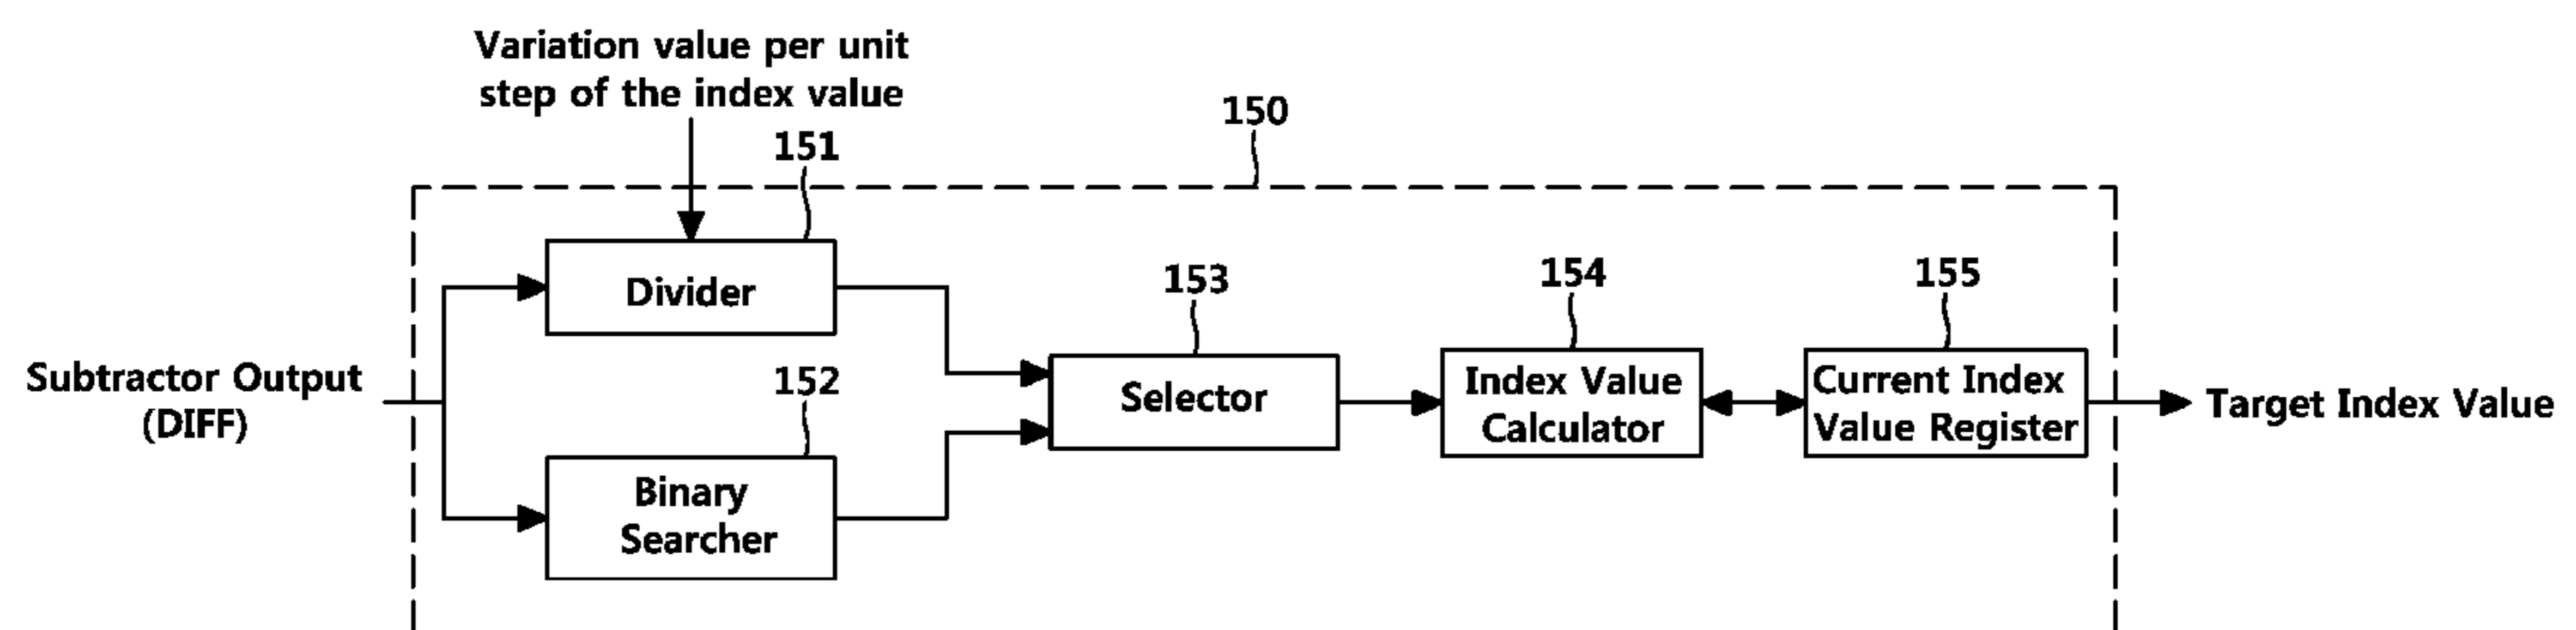 Variation value per unit
step of the index value
150
151
Divider
153
154
155
Subtractor Output
(DIFF)
152
Selector
Index Value
Calculator
Current Index
Value Register
Target Index Value
Binary
Searcher